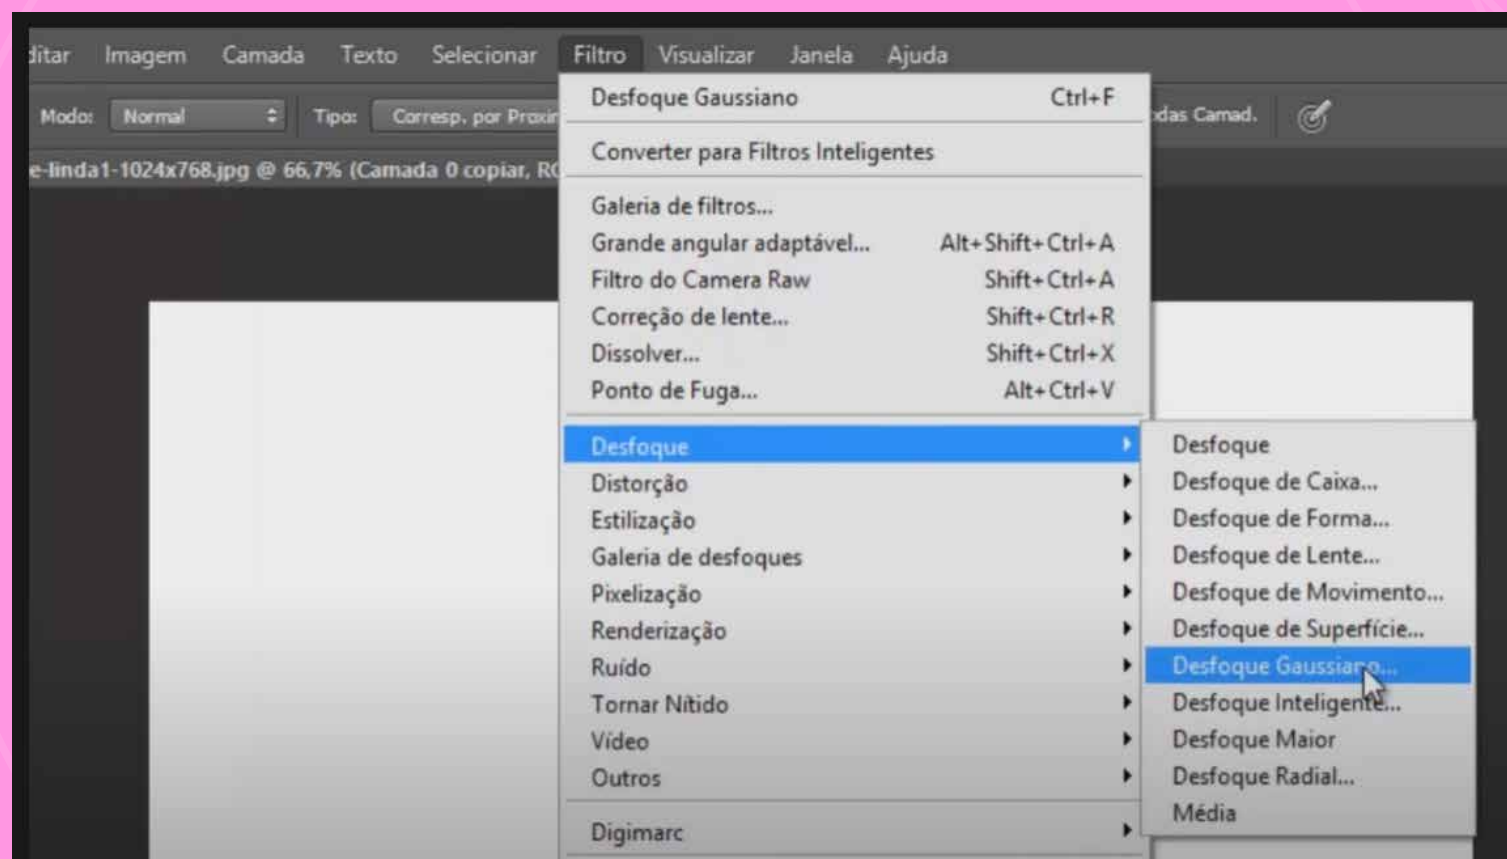 ditar Imagem Camada Texto Selecionar Filtro Visualizar Janela Ajuda
Modo: Normal Tipo: Corresp. por Proxim das Camad.
e-linda1-1024x768.jpg @ 66,7% (Camada 0 copiar, RG
Desfoque Gaussiano Ctrl+F
Converter para Filtros Inteligentes
Galeria de filtros...
Grande angular adaptável... Alt+Shift+Ctrl+A
Filtro do Camera Raw Shift+Ctrl+A
Correção de lente... Shift+Ctrl+R
Dissolver... Shift+Ctrl+X
Ponto de Fuga... Alt+Ctrl+V
Desfoque
Distorção
Estilização
Galeria de desfoques
Pixelização
Renderização
Ruído
Tornar Nítido
Vídeo
Outros
Digimarc
Desfoque
Desfoque de Caixa...
Desfoque de Forma...
Desfoque de Lente...
Desfoque de Movimento...
Desfoque de Superfície...
Desfoque Gaussiano...
Desfoque Inteligente...
Desfoque Maior
Desfoque Radial...
Média